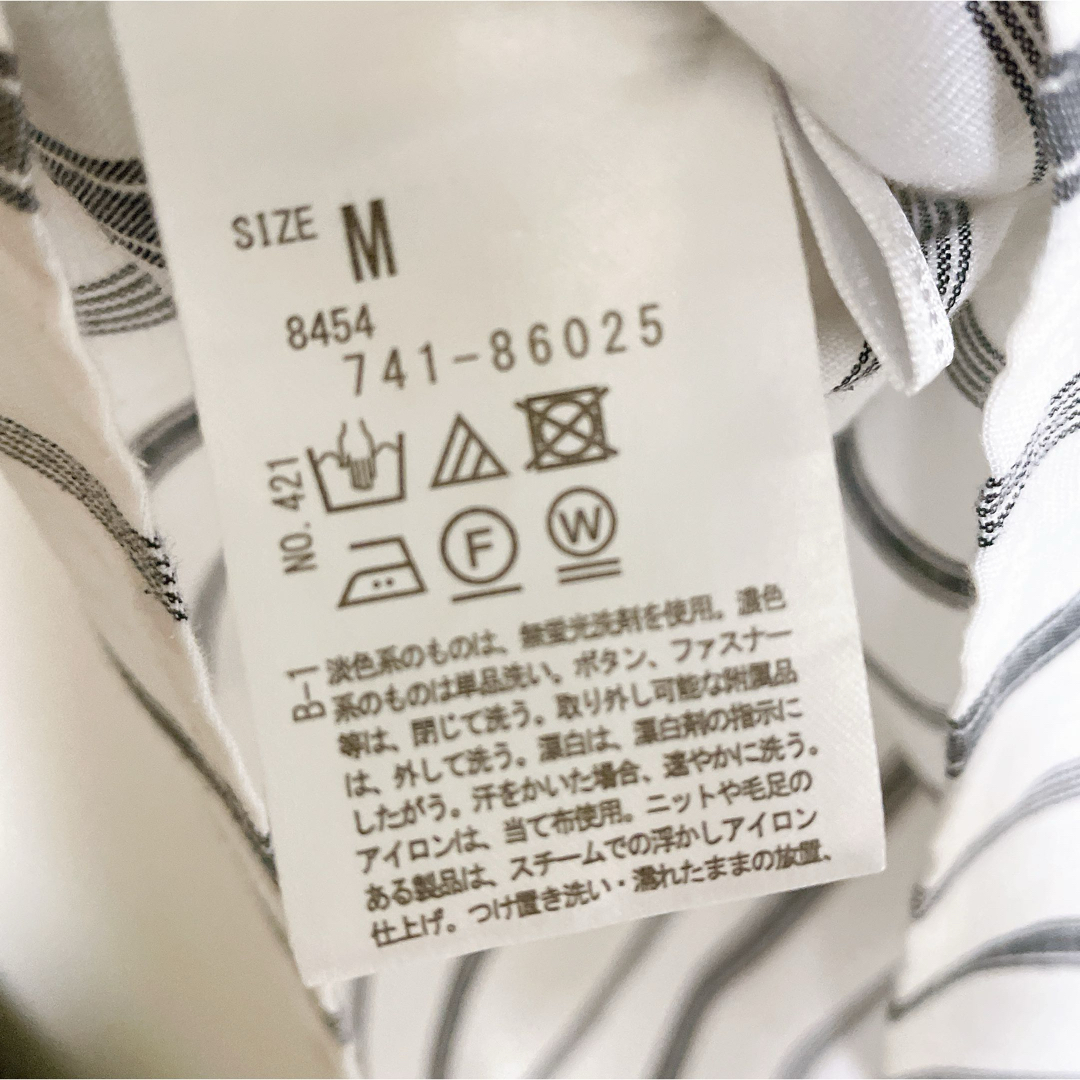 SIZE M
8454
741-86025
NO. 421
F W
B-1
淡色系のものは、無蛍光洗剤を使用。濃色
系のものは単品洗い。ボタン、ファスナー
等は、閉じて洗う。取り外し可能な附属品
は、外して洗う。漂白は、漂白剤の指示に
したがう。汗をかいた場合、速やかに洗う。
アイロンは、当て布使用。ニットや毛足の
ある製品は、スチームでの浮かしアイロン
仕上げ。つけ置き洗い・濡れたままの放置、